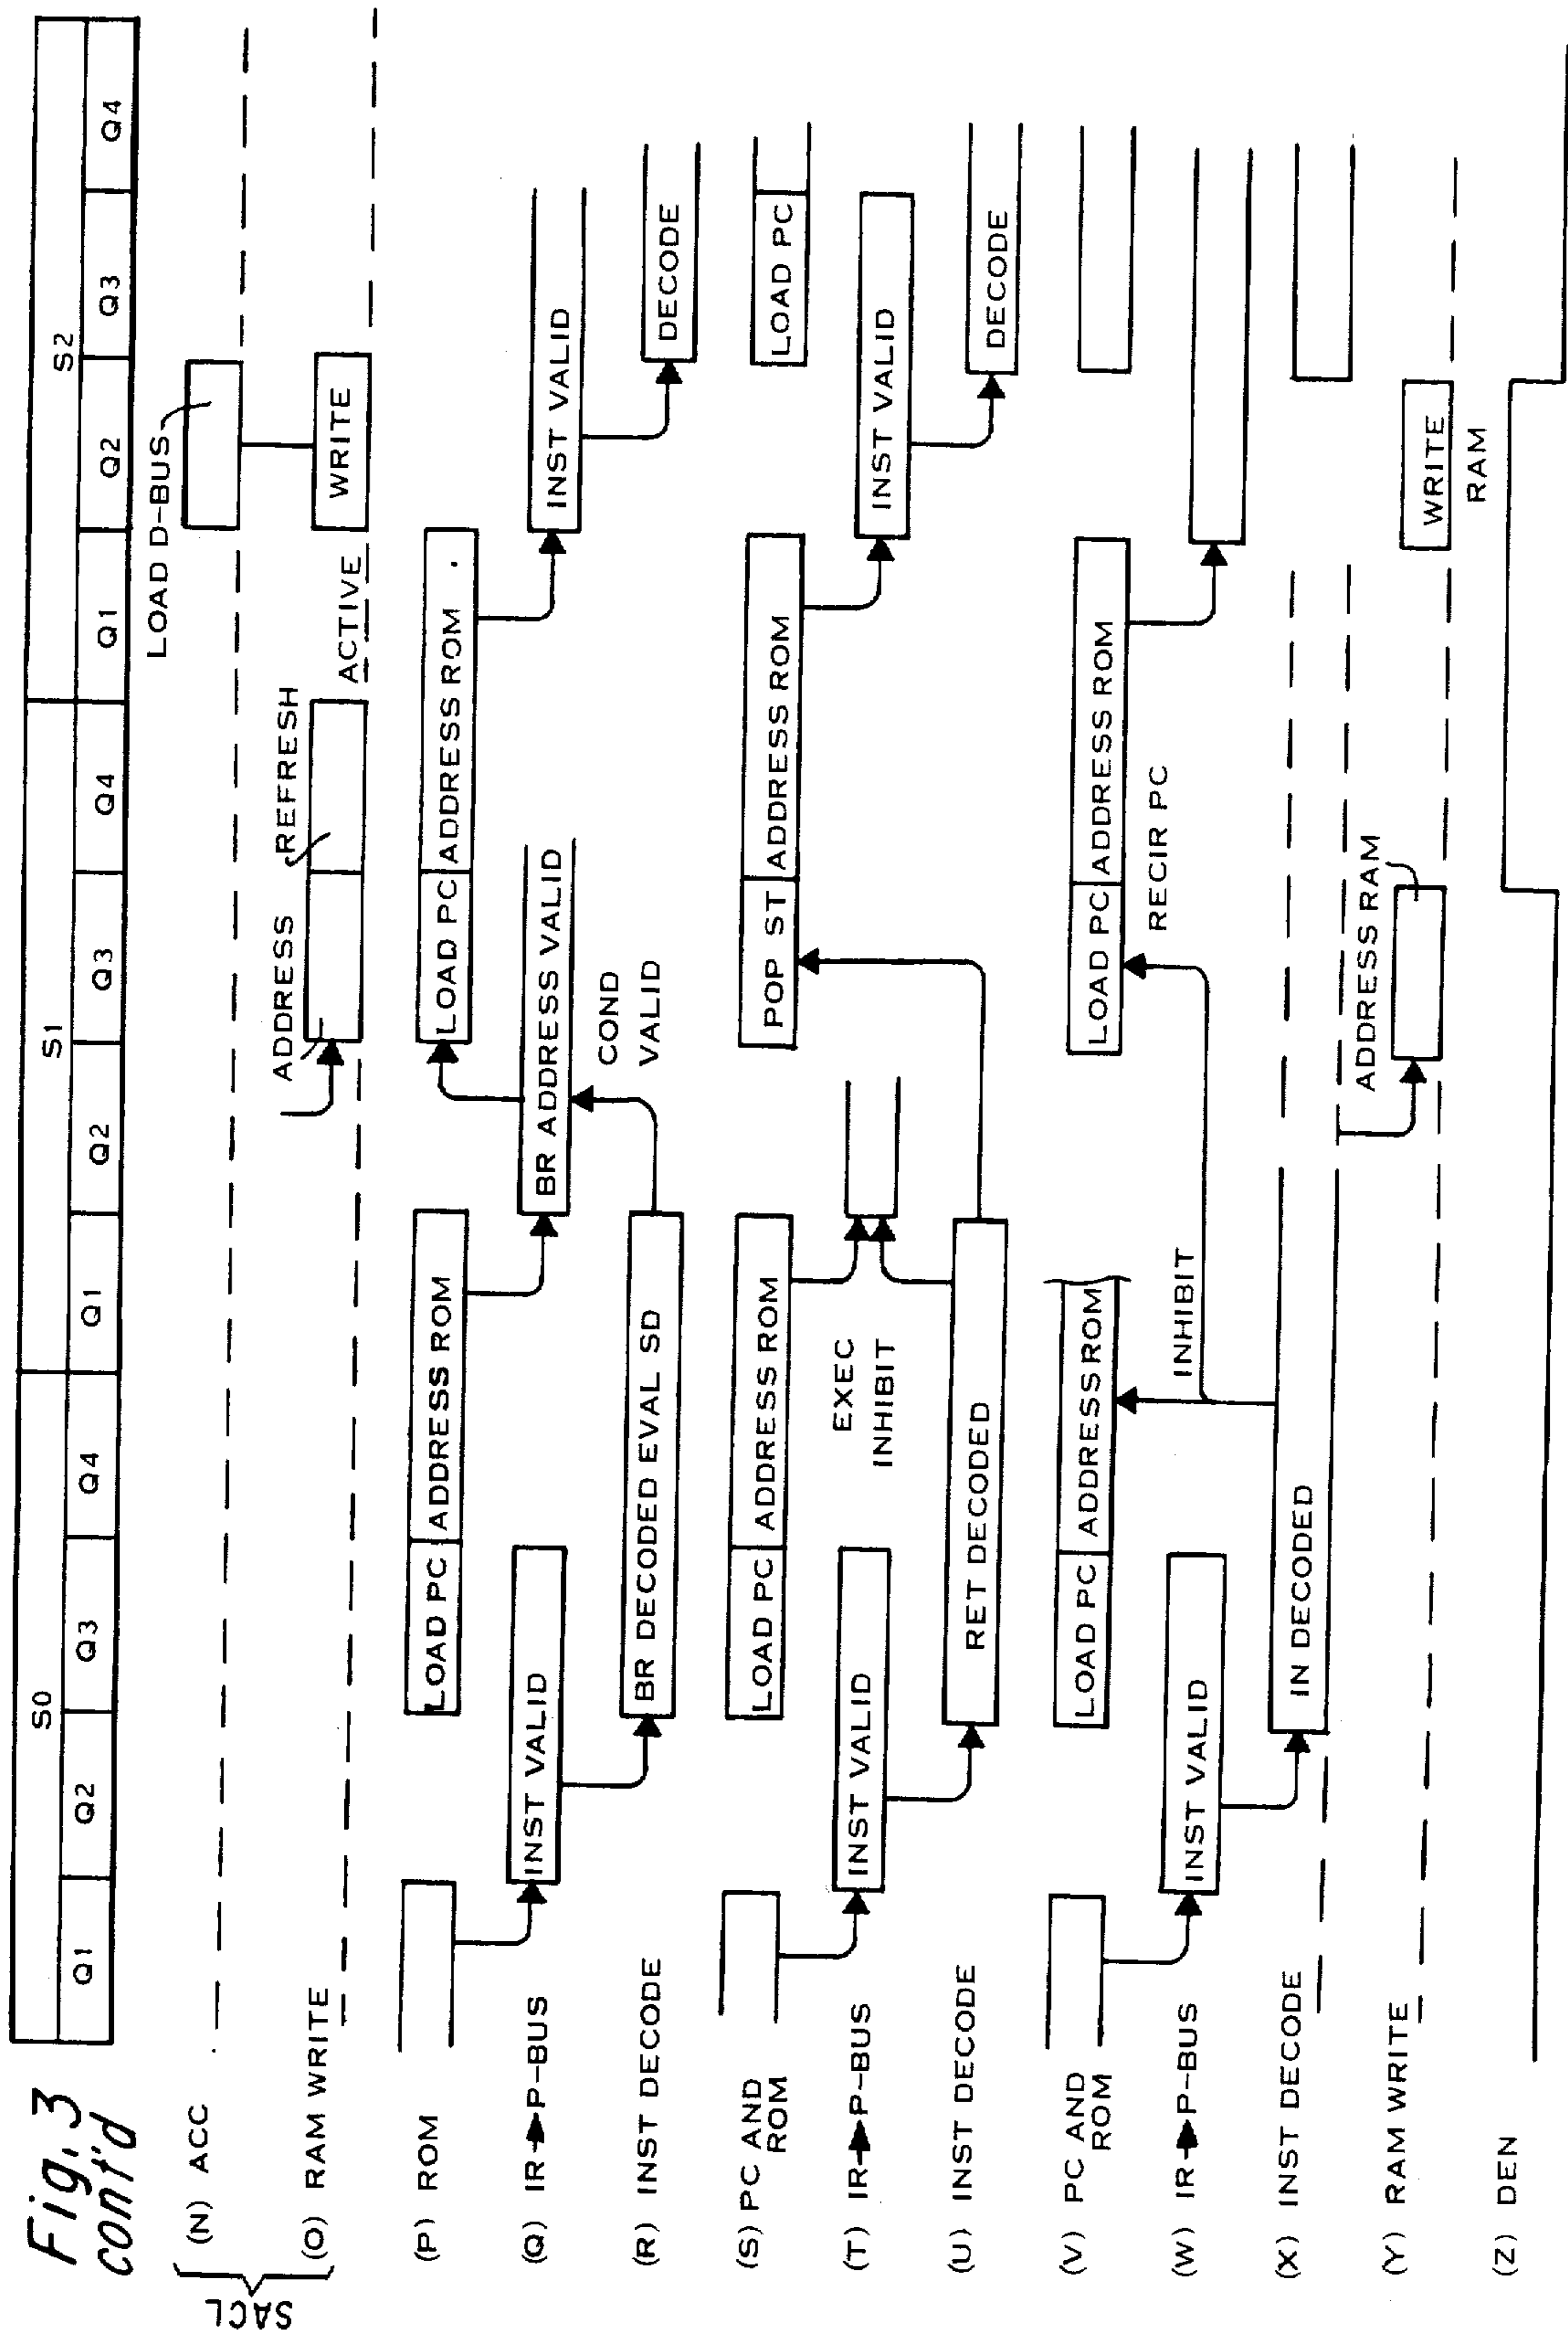 Fig. 3
cont'd
S0 S1 S2
Q1 Q2 Q3 Q4 Q1 Q2 Q3 Q4 Q1 Q2 Q3 Q4
SACL
(N) ACC
LOAD D-BUS
(O) RAM WRITE
ADDRESS REFRESH
ACTIVE
WRITE
(P) ROM
LOAD PC ADDRESS ROM
LOAD PC ADDRESS ROM
(Q) IR→P-BUS
INST VALID
BR ADDRESS VALID
INST VALID
COND
VALID
(R) INST DECODE
BR DECODED EVAL SD
DECODE
(S) PC AND
ROM
LOAD PC ADDRESS ROM
POP ST ADDRESS ROM
LOAD PC
(T) IR→P-BUS
INST VALID
EXEC
INHIBIT
INST VALID
(U) INST DECODE
RET DECODED
DECODE
(V) PC AND
ROM
LOAD PC ADDRESS ROM
LOAD PC ADDRESS ROM
RECIR PC
(W) IR→P-BUS
INST VALID
INHIBIT
(X) INST DECODE
IN DECODED
(Y) RAM WRITE
ADDRESS RAM
WRITE
RAM
(Z) DEN